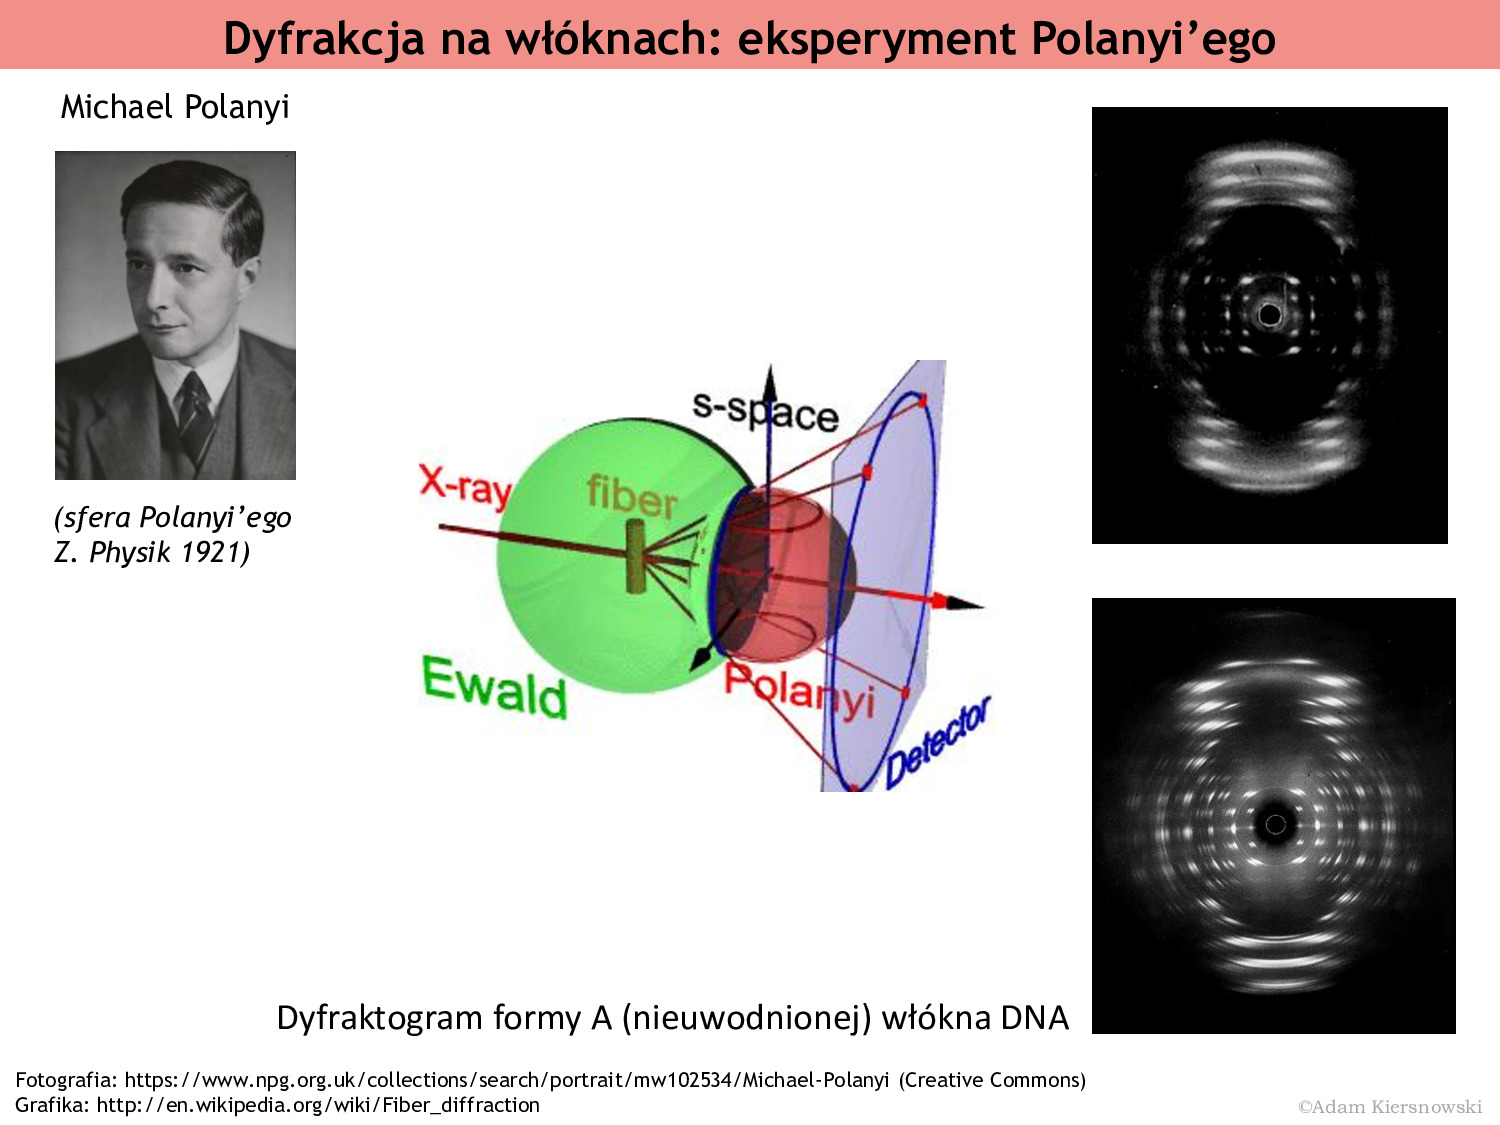 Dyfrakcja na włóknach: eksperyment Polanyi’ego
Michael Polanyi
(sfera Polanyi’ego
Z. Physik 1921)
s-space
X-ray
fiber
Ewald
Polanyi
Detector
Dyfraktogram formy A (nieuwodnionej) włókna DNA
Fotografia: https://www.npg.org.uk/collections/search/portrait/mw102534/Michael-Polanyi (Creative Commons)
Grafika: http://en.wikipedia.org/wiki/Fiber_diffraction
©Adam Kiersnowski